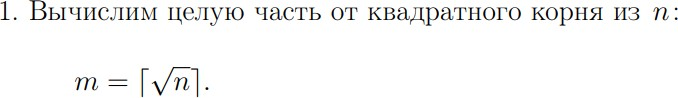 1. Вычислим целую часть от квадратного корня из n:
m = ⌈√n⌉.